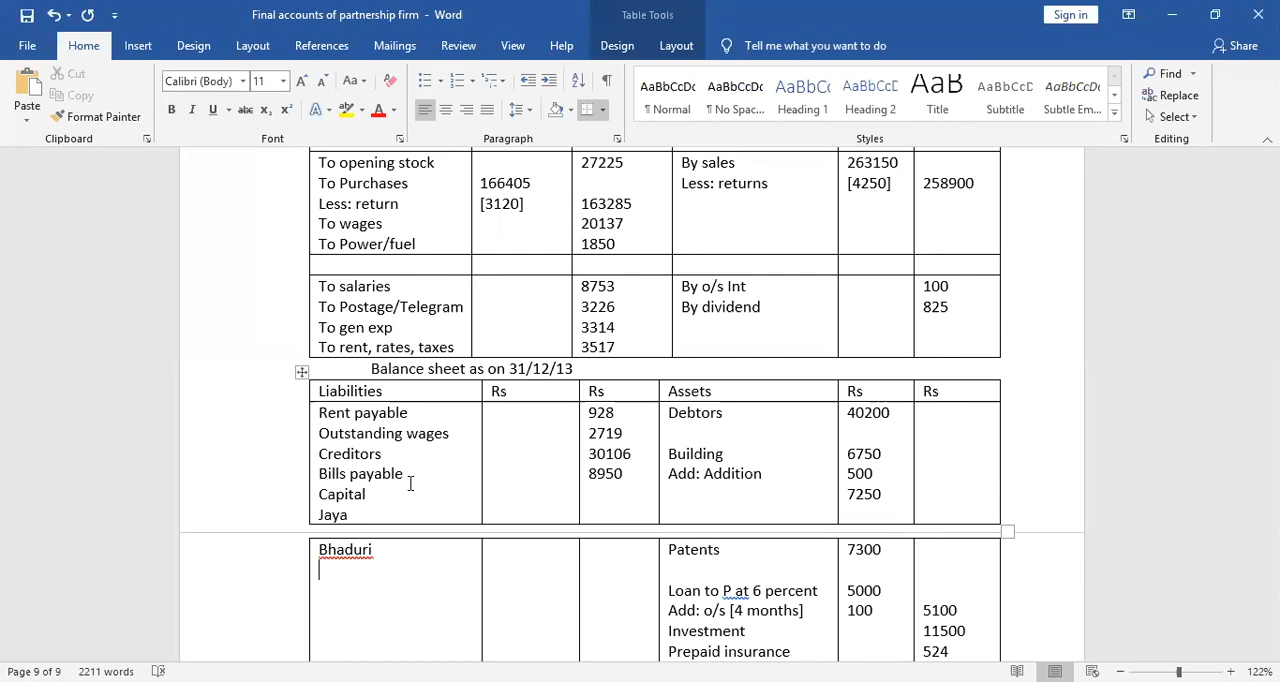 Final accounts of partnership firm - Word
Table Tools
Sign in
File Home Insert Design Layout References Mailings Review View Help Design Layout Tell me what you want to do Share
Paste
Cut
Copy
Format Painter
Clipboard
Calibri (Body) 11
Font
Paragraph
AaBbCcDc ¶ Normal
AaBbCcDc ¶ No Spac...
AaBbCc Heading 1
AaBbCcD Heading 2
AaB Title
AaBbCcD Subtitle
AaBbCcDc Subtle Em...
Styles
Find
Replace
Select
Editing
To opening stock 27225 By sales 263150
To Purchases 166405 Less: returns [4250] 258900
Less: return [3120] 163285
To wages 20137
To Power/fuel 1850
To salaries 8753 By o/s Int 100
To Postage/Telegram 3226 By dividend 825
To gen exp 3314
To rent, rates, taxes 3517
Balance sheet as on 31/12/13
Liabilities Rs Rs Assets Rs Rs
Rent payable 928 Debtors 40200
Outstanding wages 2719
Creditors 30106 Building 6750
Bills payable 8950 Add: Addition 500
Capital 7250
Jaya
Bhaduri Patents 7300
Loan to P at 6 percent 5000
Add: o/s [4 months] 100 5100
Investment 11500
Prepaid insurance 524
Page 9 of 9 2211 words 122%